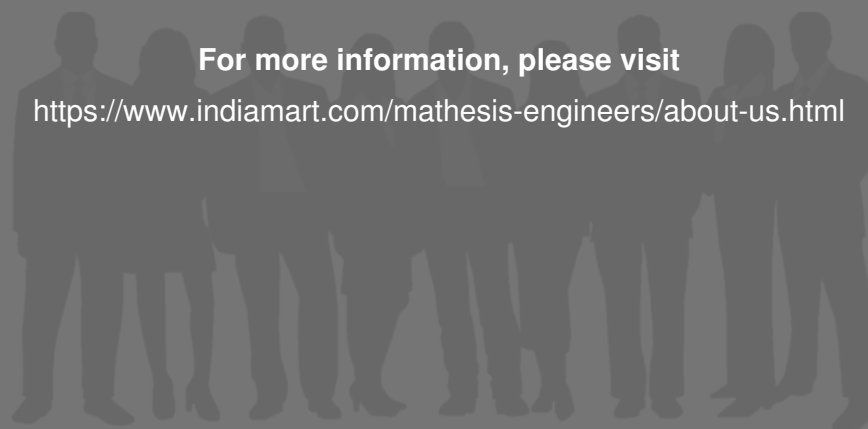 For more information, please visit
https://www.indiamart.com/mathesis-engineers/about-us.html